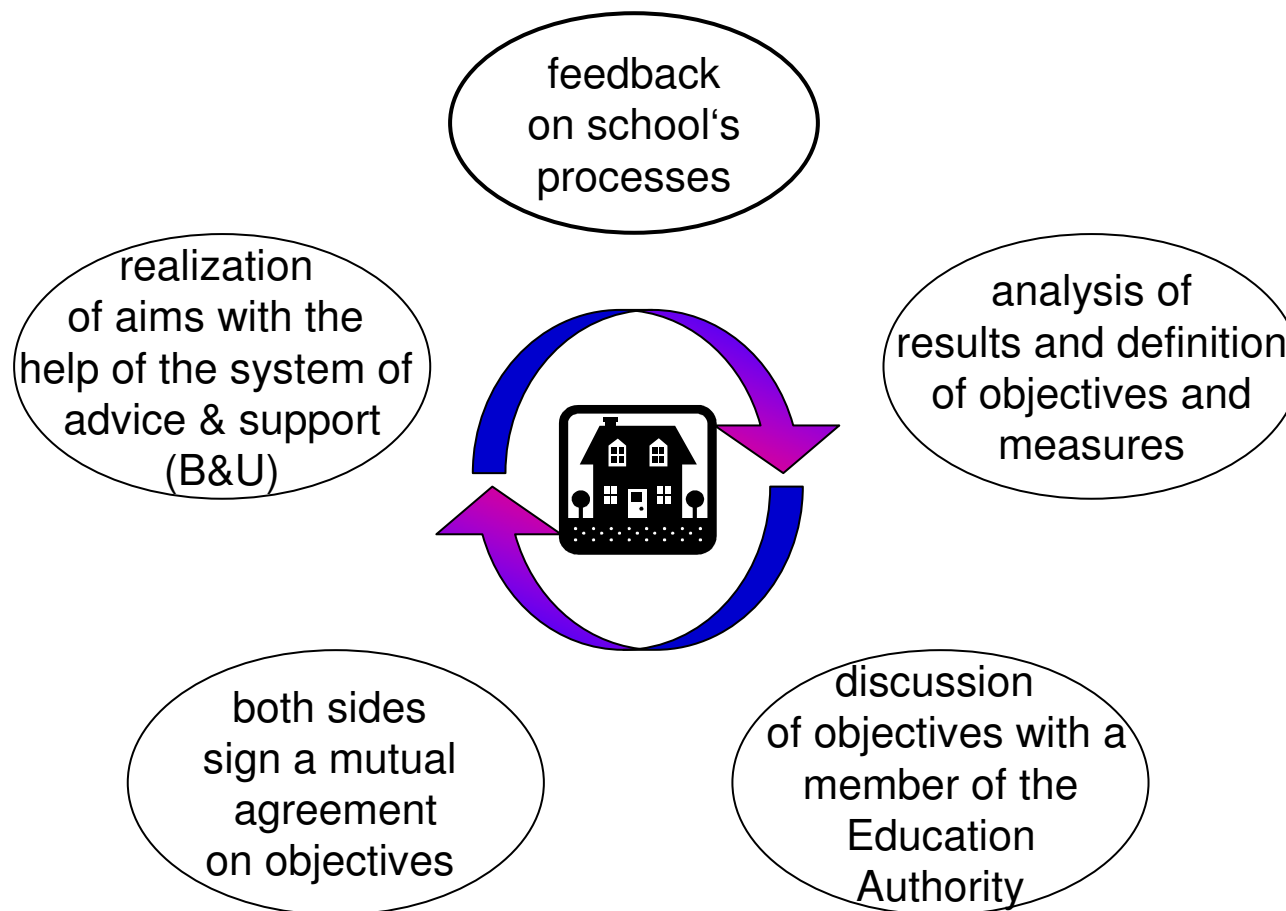 feedback
on school‘s
processes
analysis of
results and definition
of objectives and
measures
discussion
of objectives with a
member of the
Education
Authority
both sides
sign a mutual
agreement
on objectives
realization
of aims with the
help of the system of
advice & support
(B&U)